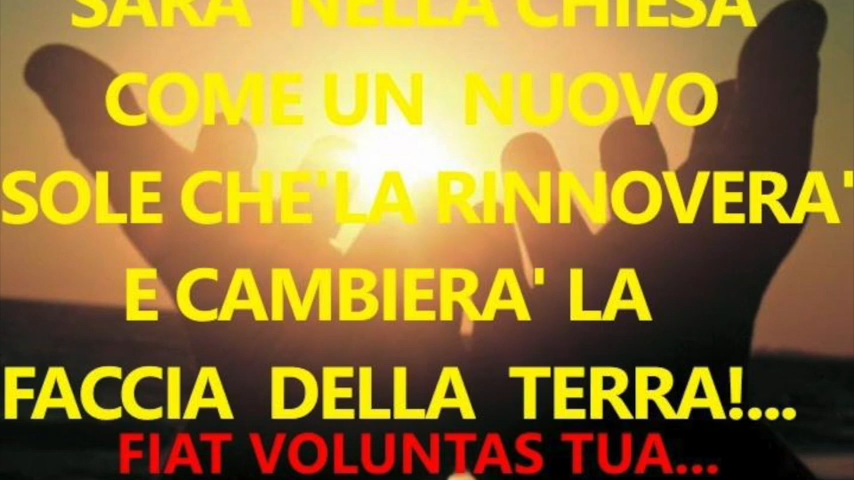 SARA' NELLA CHIESA
COME UN NUOVO
SOLE CHE'LA RINNOVERA'
E CAMBIERA' LA
FACCIA DELLA TERRA!...
FIAT VOLUNTAS TUA...